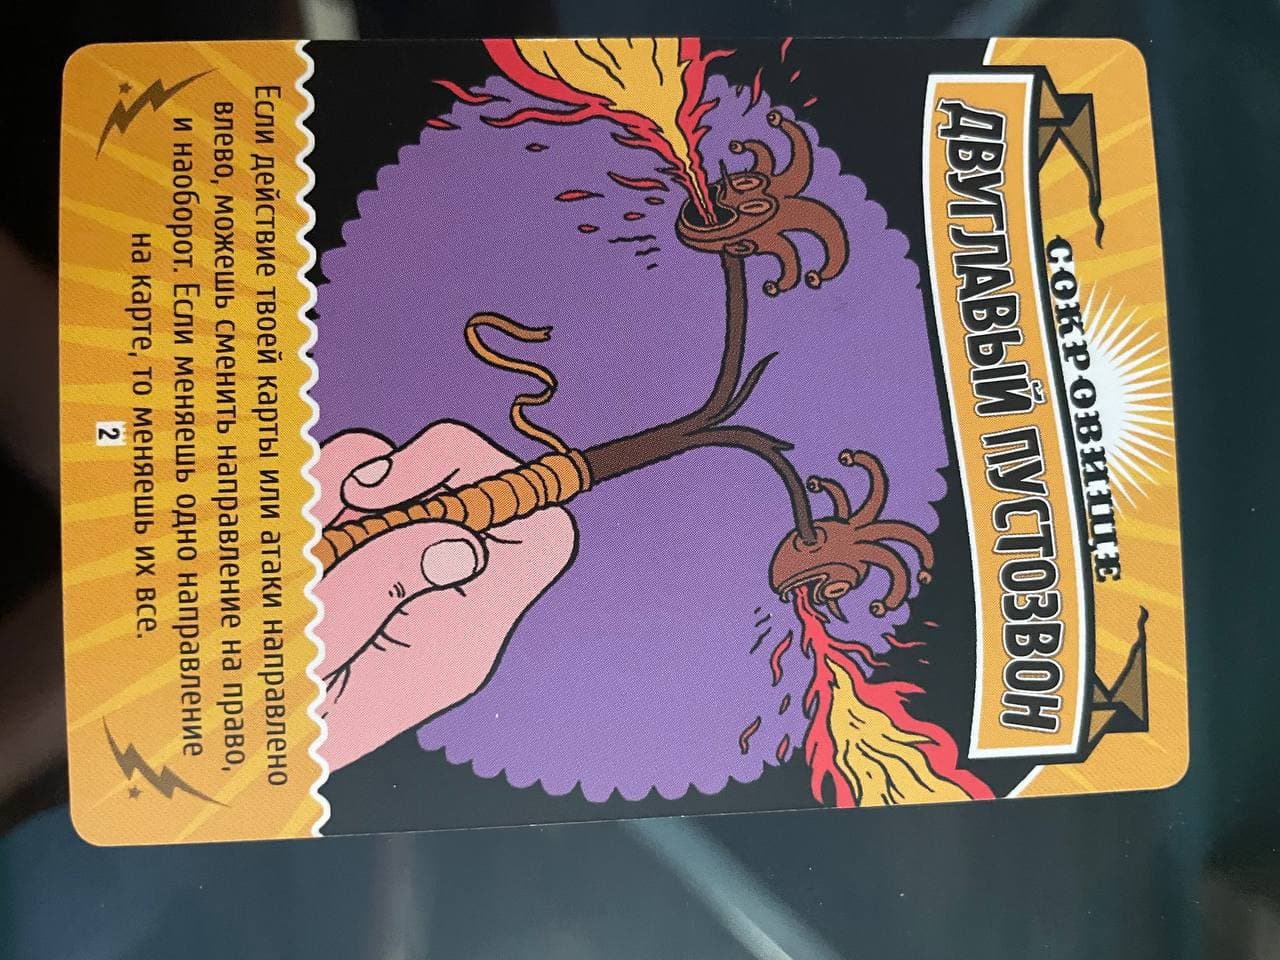 СОКРОВИЩЕ
ДВУГЛАВЫЙ ПУСТОЗВОН
Если действие твоей карты или атаки направлено
влево, можешь сменить направление на право,
и наоборот. Если меняешь одно направление
на карте, то меняешь их все.
2